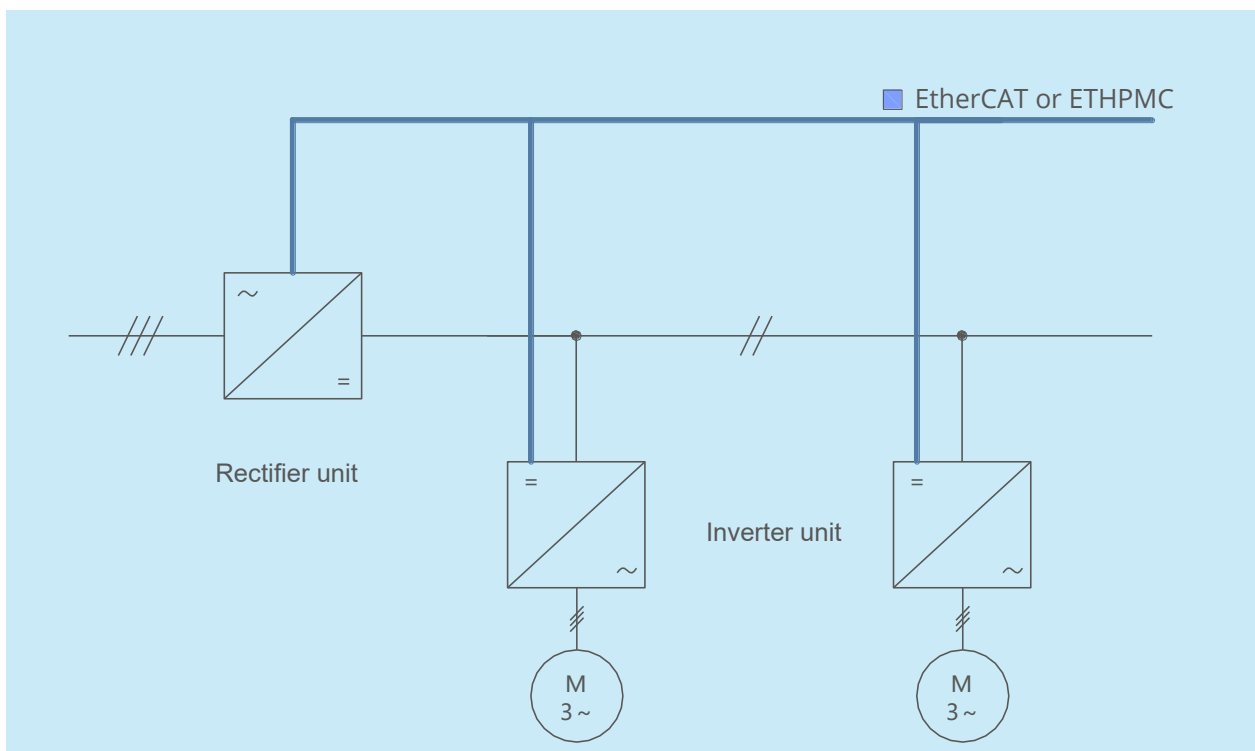 EtherCAT or ETHPMC
~
=
Rectifier unit
=
=
Inverter unit
~
~
M
3 ~
M
3 ~